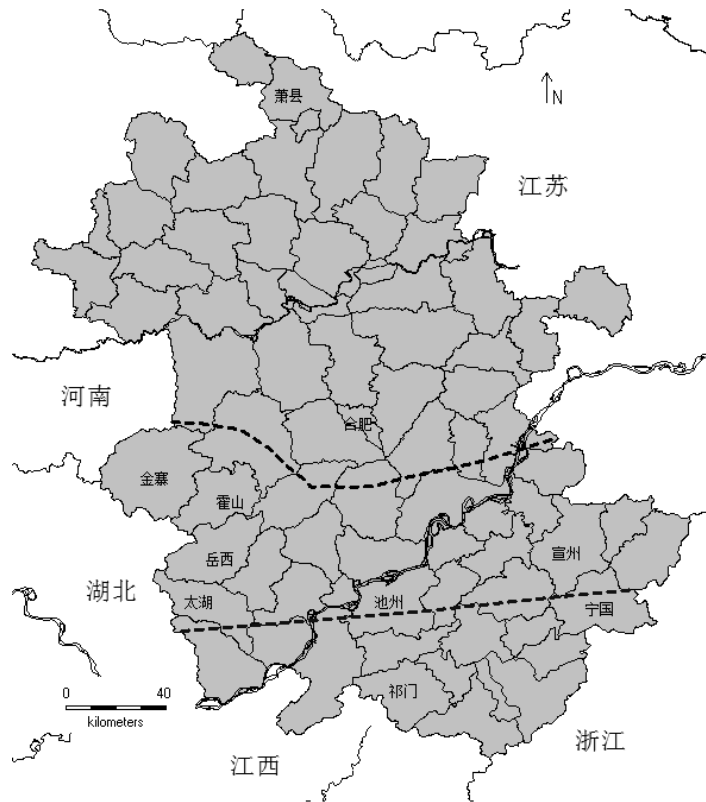 萧县
N
江苏
河南
合肥
金寨
霍山
岳西
宣州
湖北
太湖
池州
宁国
祁门
0 40
kilometers
浙江
江西